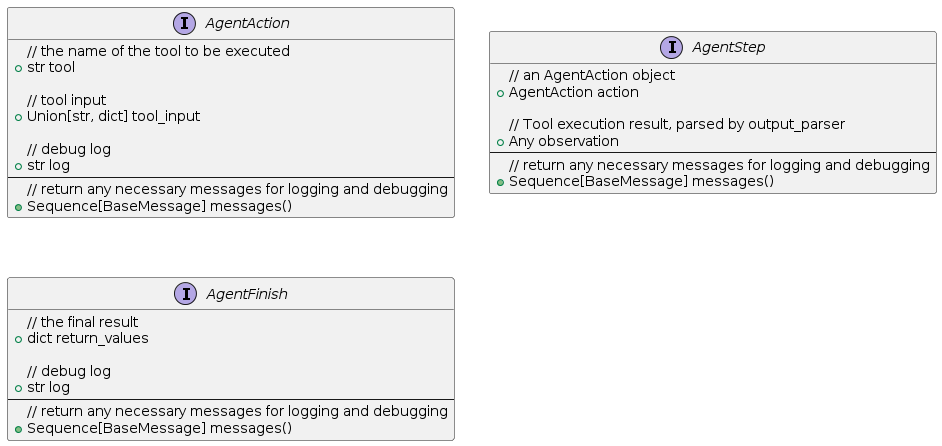 I AgentAction
// the name of the tool to be executed
str tool
// tool input
Union[str, dict] tool_input
// debug log
str log
// return any necessary messages for logging and debugging
Sequence[BaseMessage] messages()
I AgentStep
// an AgentAction object
AgentAction action
// Tool execution result, parsed by output_parser
Any observation
// return any necessary messages for logging and debugging
Sequence[BaseMessage] messages()
I AgentFinish
// the final result
dict return_values
// debug log
str log
// return any necessary messages for logging and debugging
Sequence[BaseMessage] messages()